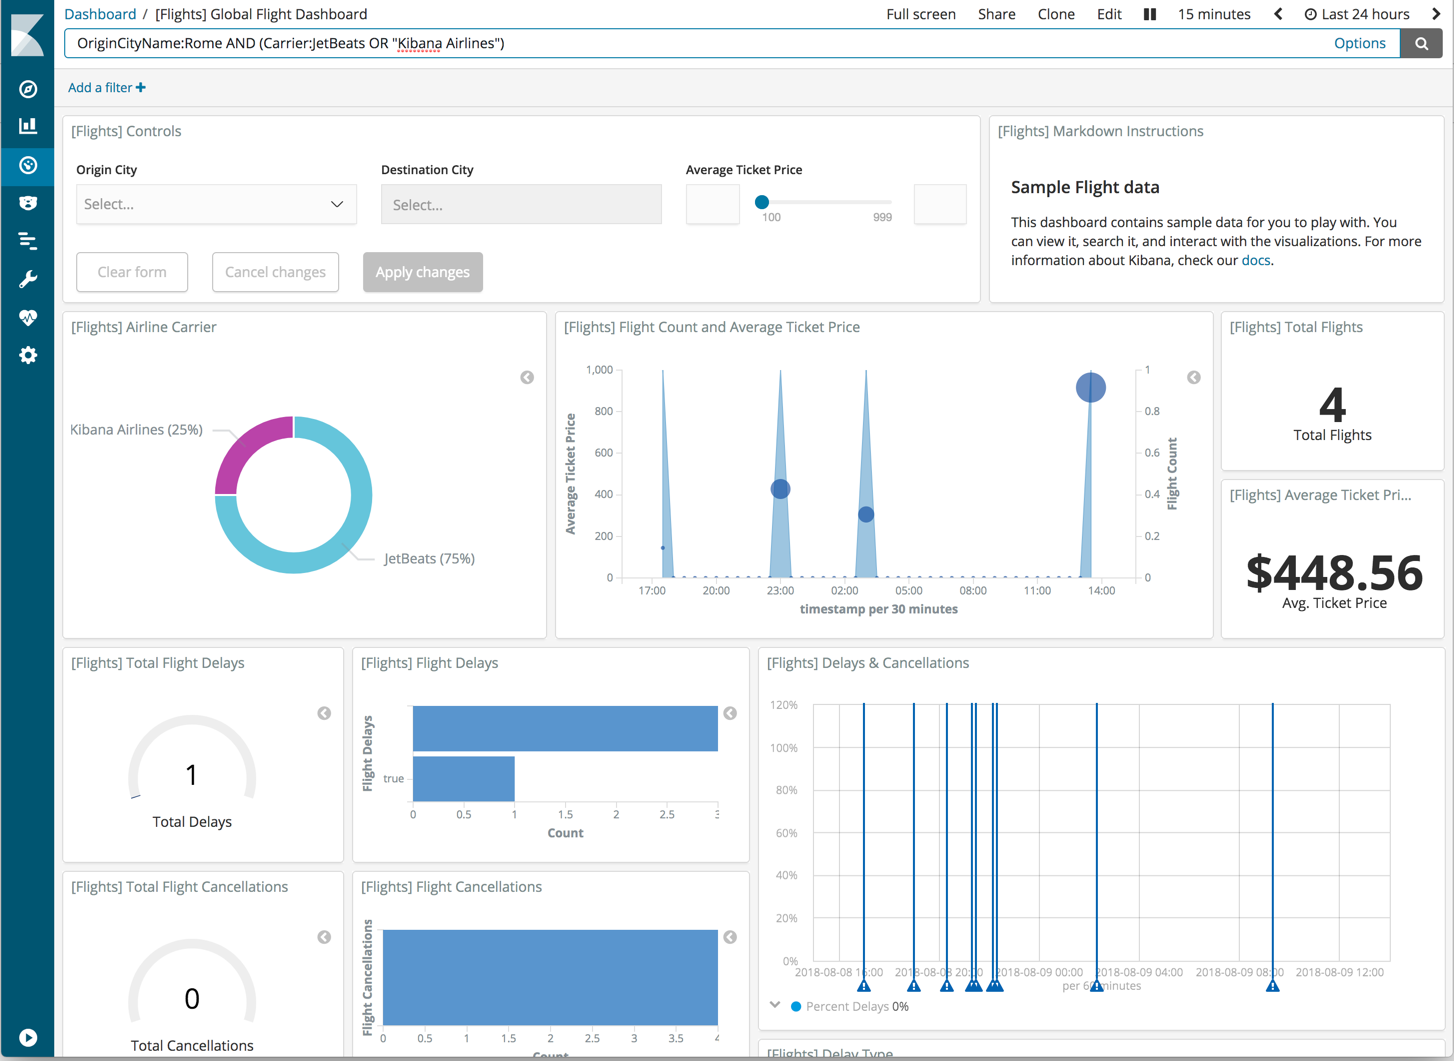 Dashboard / [Flights] Global Flight Dashboard
Full screen Share Clone Edit 15 minutes Last 24 hours
OriginCityName:Rome AND (Carrier:JetBeats OR "Kibana Airlines")
Options
Add a filter
[Flights] Controls
Origin City
Destination City
Average Ticket Price
Select...
Select...
100
999
Clear form
Cancel changes
Apply changes
[Flights] Markdown Instructions
Sample Flight data
This dashboard contains sample data for you to play with. You
can view it, search it, and interact with the visualizations. For more
information about Kibana, check our docs.
[Flights] Airline Carrier
Kibana Airlines (25%)
JetBeats (75%)
[Flights] Flight Count and Average Ticket Price
Average Ticket Price
1,000
800
600
400
200
0
1
0.8
0.6
0.4
0.2
0
Flight Count
17:00 20:00 23:00 02:00 05:00 08:00 11:00 14:00
timestamp per 30 minutes
[Flights] Total Flights
4
Total Flights
[Flights] Average Ticket Pri...
$448.56
Avg. Ticket Price
[Flights] Total Flight Delays
1
Total Delays
[Flights] Flight Delays
Flight Delays
true
0 0.5 1 1.5 2 2.5 3
Count
[Flights] Delays & Cancellations
120%
100%
80%
60%
40%
20%
0%
2018-08-08 16:00 2018-08-08 20:00 2018-08-09 00:00 2018-08-09 04:00 2018-08-09 08:00 2018-08-09 12:00
per 60 minutes
Percent Delays 0%
[Flights] Total Flight Cancellations
0
Total Cancellations
[Flights] Flight Cancellations
Flight Cancellations
0 0.5 1 1.5 2 2.5 3 3.5 4
Count
[Flights] Delay Type